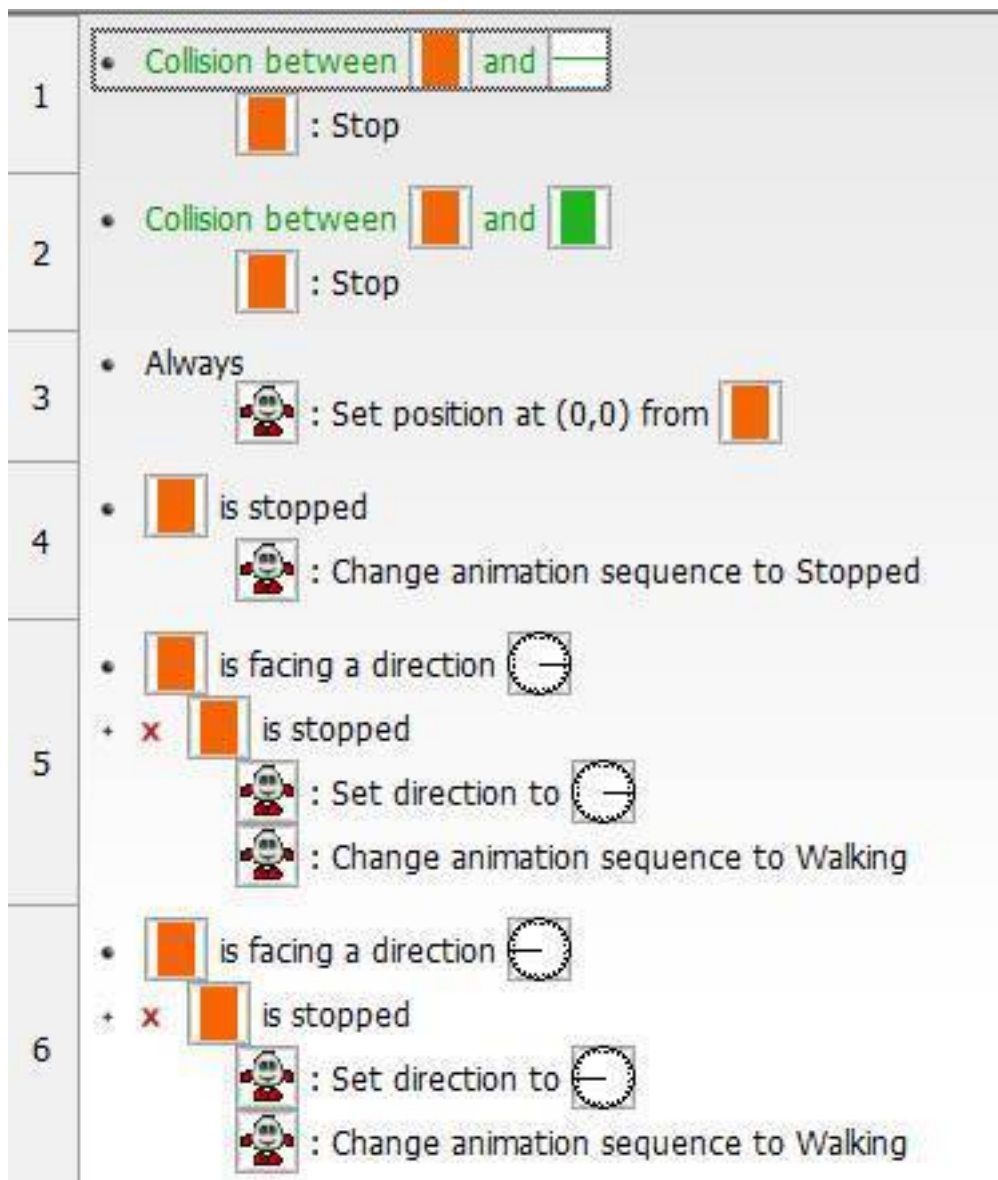 1
Collision between and
: Stop
2
Collision between and
: Stop
3
Always
: Set position at (0,0) from
4
is stopped
: Change animation sequence to Stopped
5
is facing a direction
X is stopped
: Set direction to
: Change animation sequence to Walking
6
is facing a direction
X is stopped
: Set direction to
: Change animation sequence to Walking